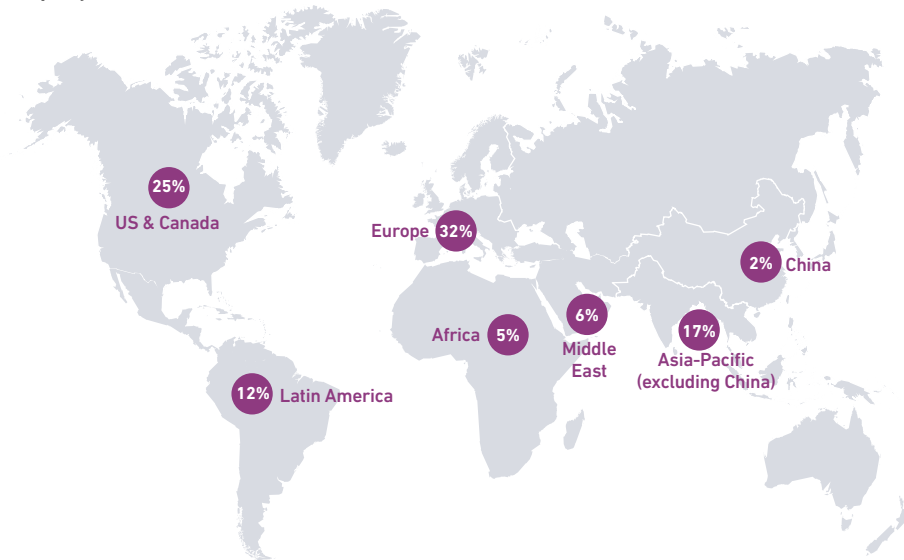 25%
US & Canada
Europe 32%
2% China
6%
Middle
East
Africa 5%
17%
Asia-Pacific
(excluding China)
12% Latin America